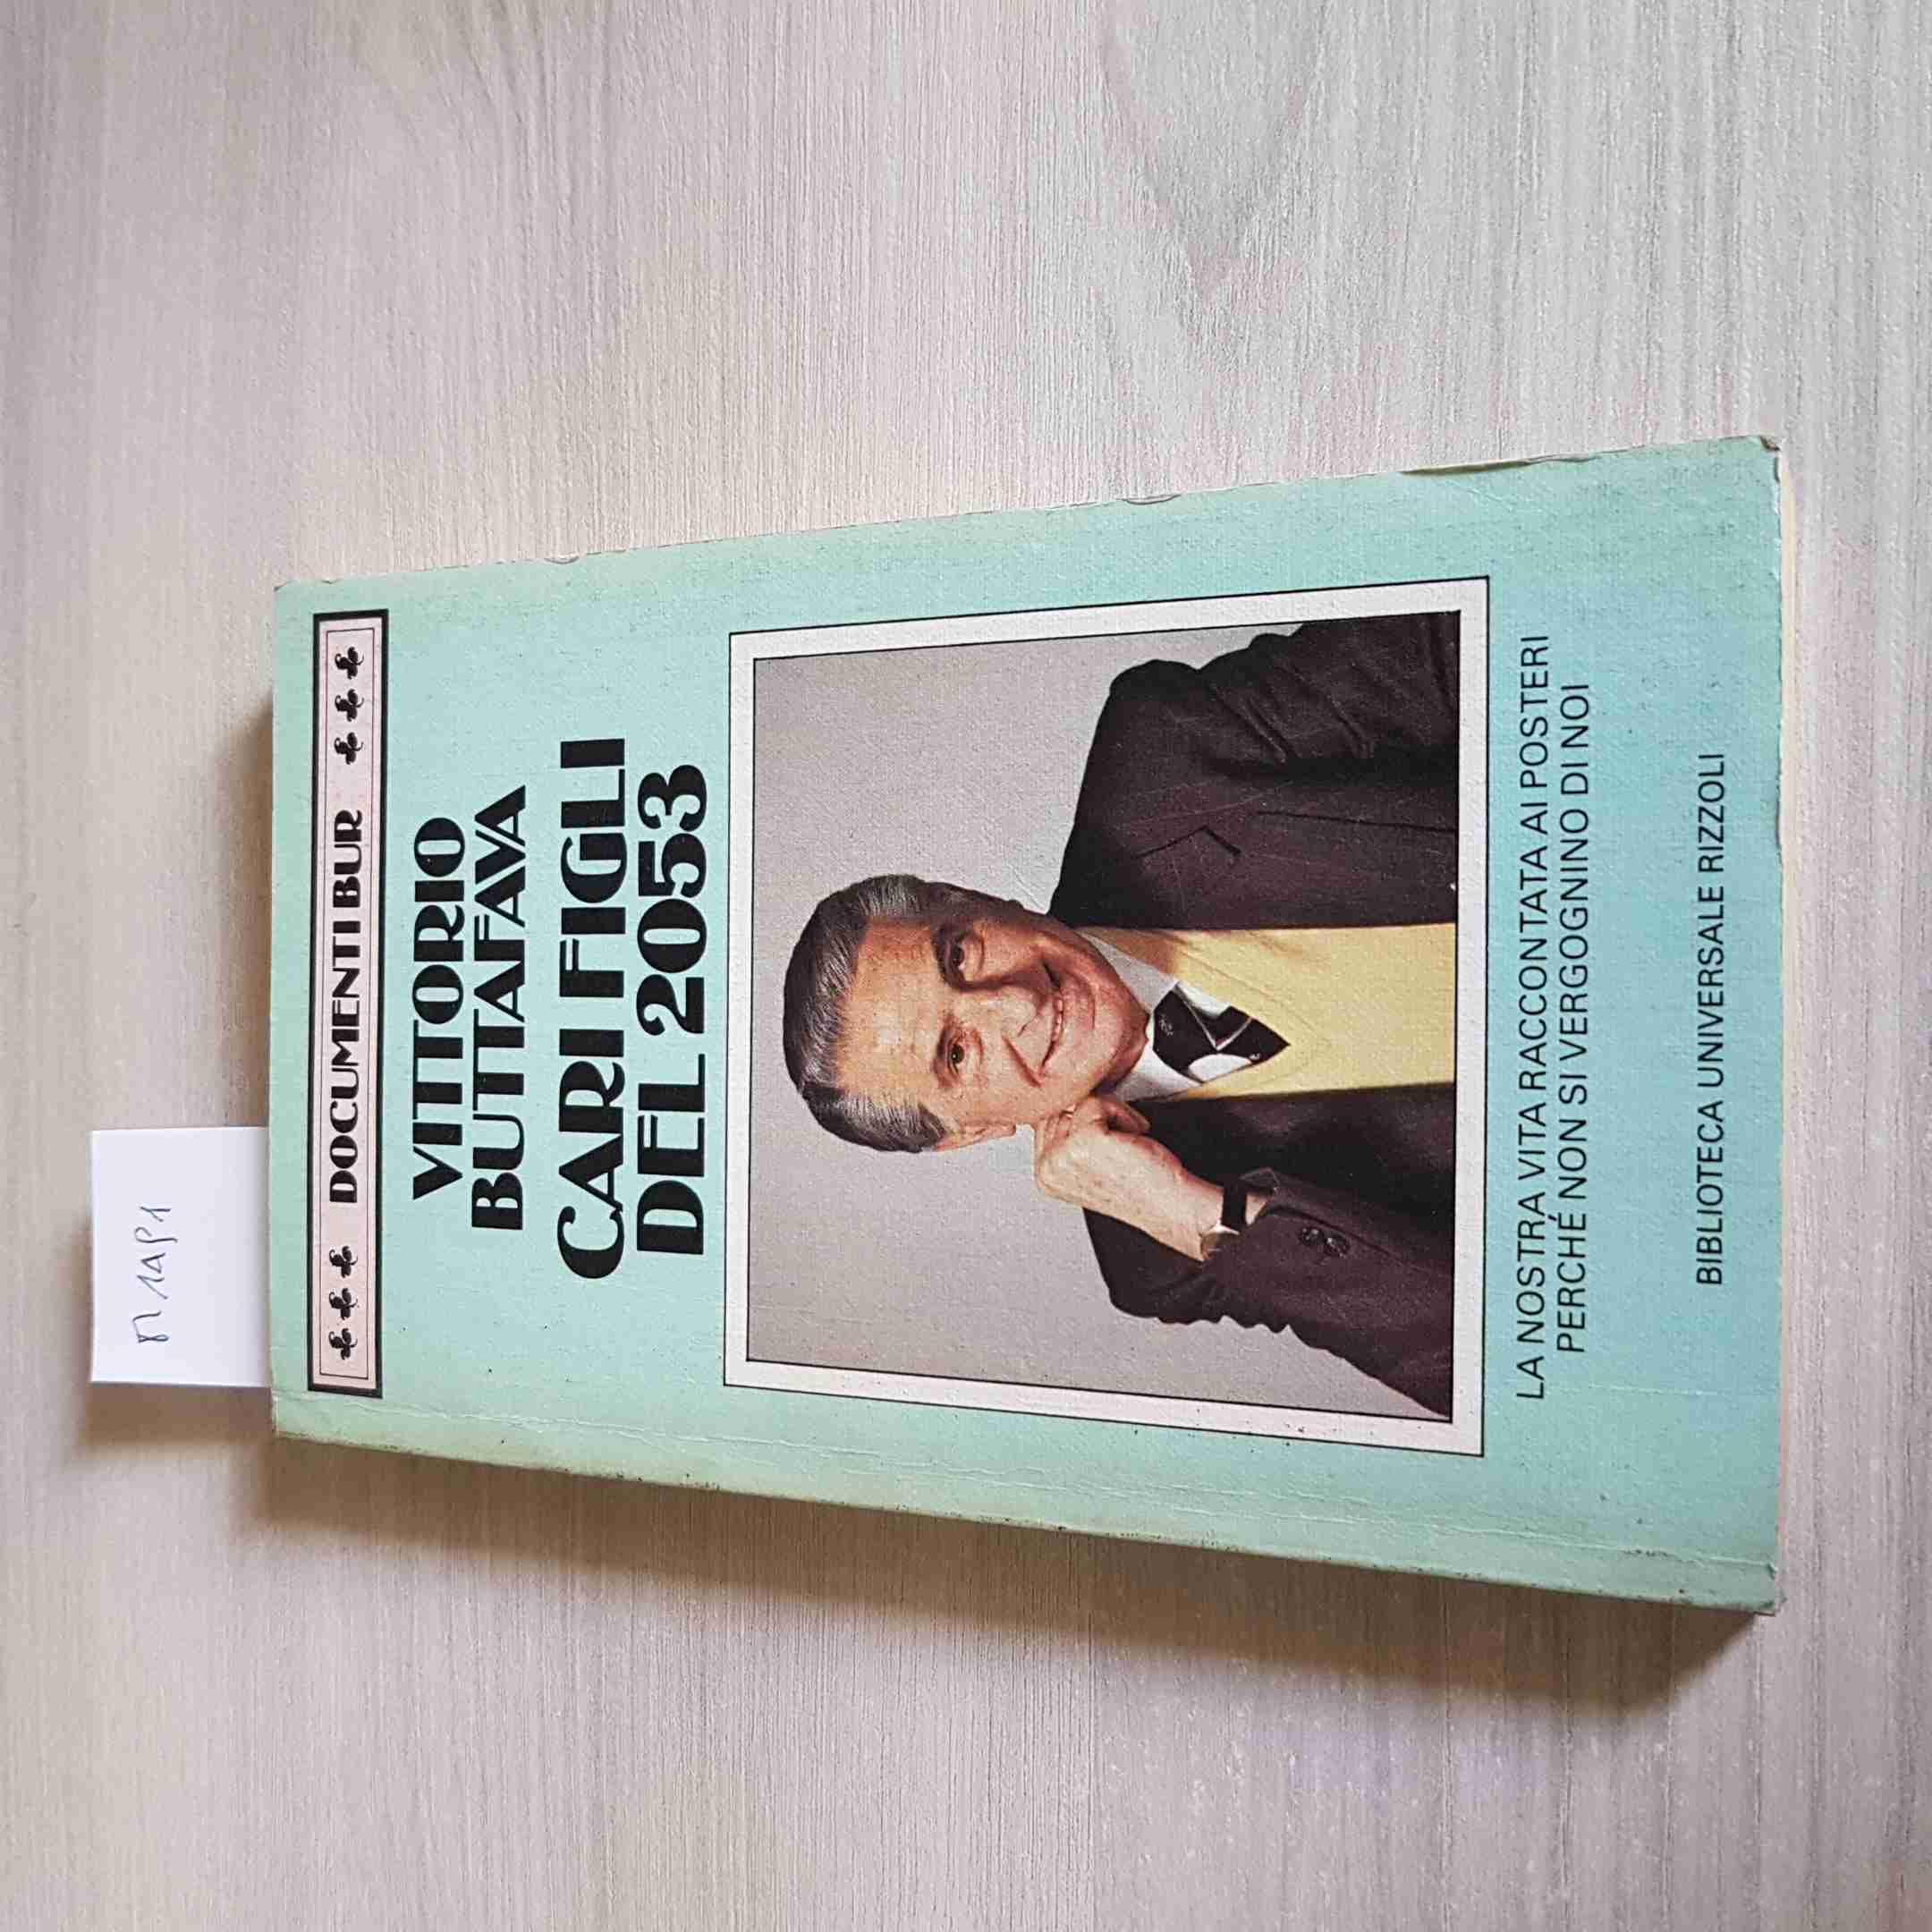 DOCUMENTI BUR
VITTORIO
BUTTAFAVA
CARI FIGLI
DEL 2053
LA NOSTRA VITA RACCONTATA AI POSTERI
PERCHÉ NON SI VERGOGNINO DI NOI
BIBLIOTECA UNIVERSALE RIZZOLI